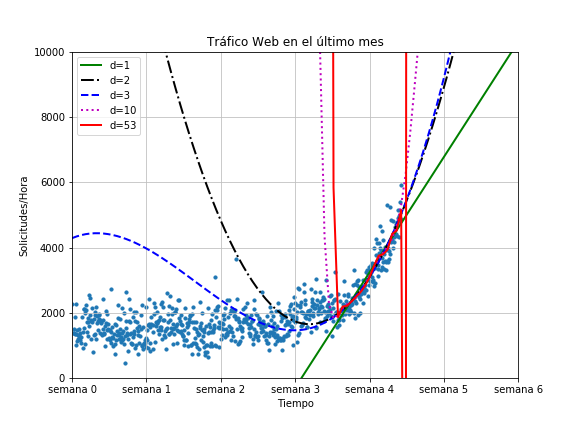 Tráfico Web en el último mes
10000
8000
6000
4000
2000
0
Solicitudes/Hora
d=1
d=2
d=3
d=10
d=53
semana 0 semana 1 semana 2 semana 3 semana 4 semana 5 semana 6
Tiempo